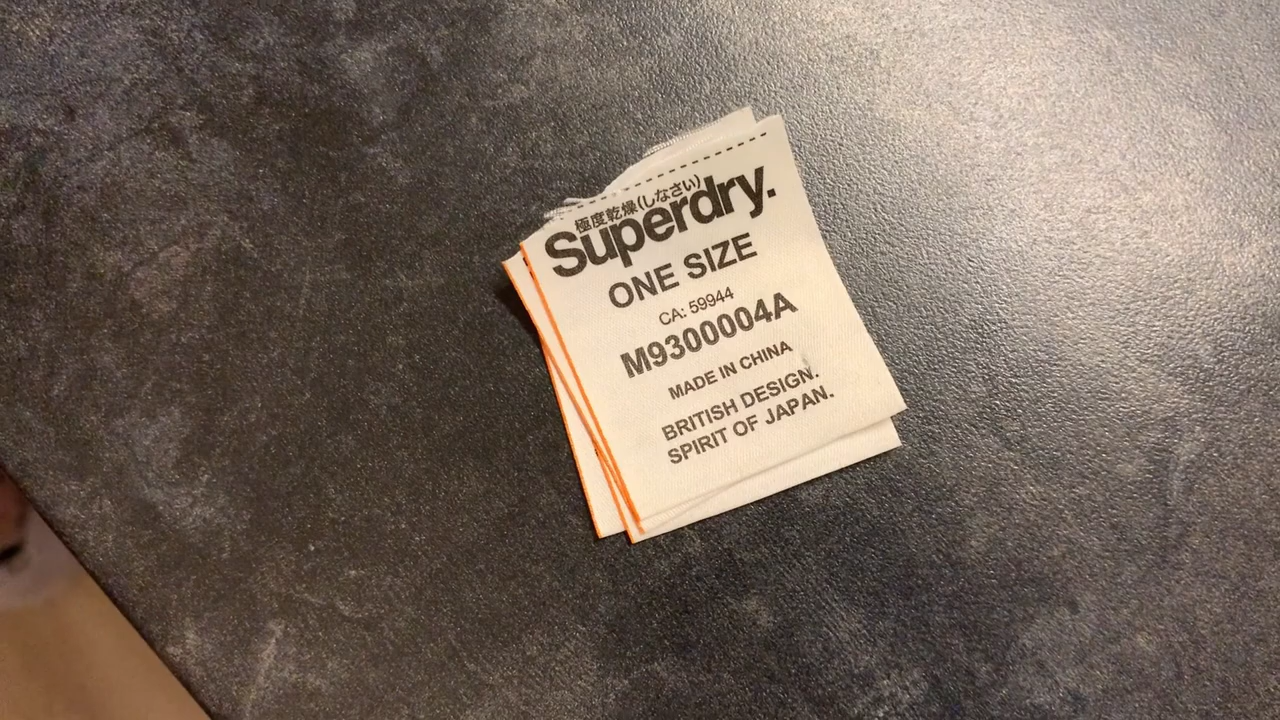 極度乾燥(しなさい)
Superdry.
ONE SIZE
CA: 59944
M9300004A
MADE IN CHINA
BRITISH DESIGN.
SPIRIT OF JAPAN.